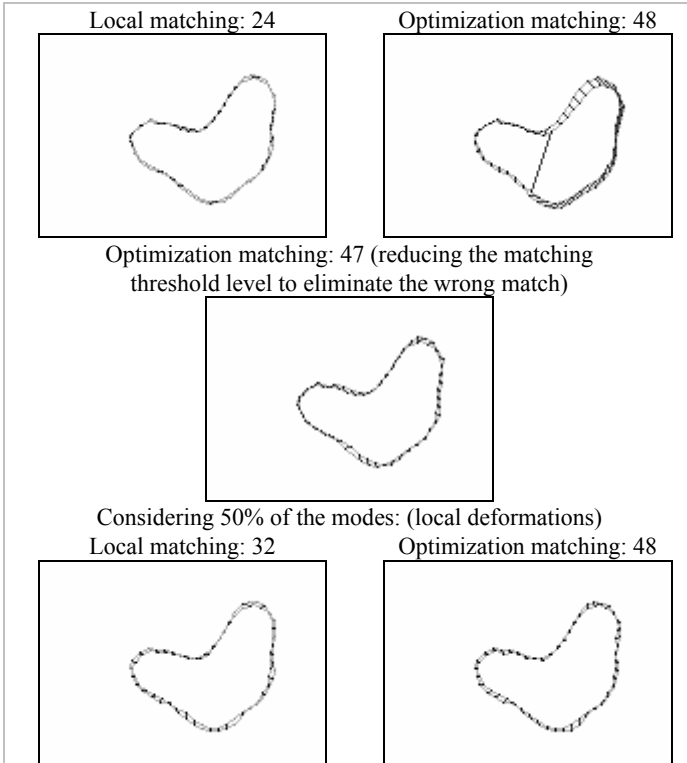 Local matching: 24
Optimization matching: 48
Optimization matching: 47 (reducing the matching
threshold level to eliminate the wrong match)
Considering 50% of the modes: (local deformations)
Local matching: 32
Optimization matching: 48